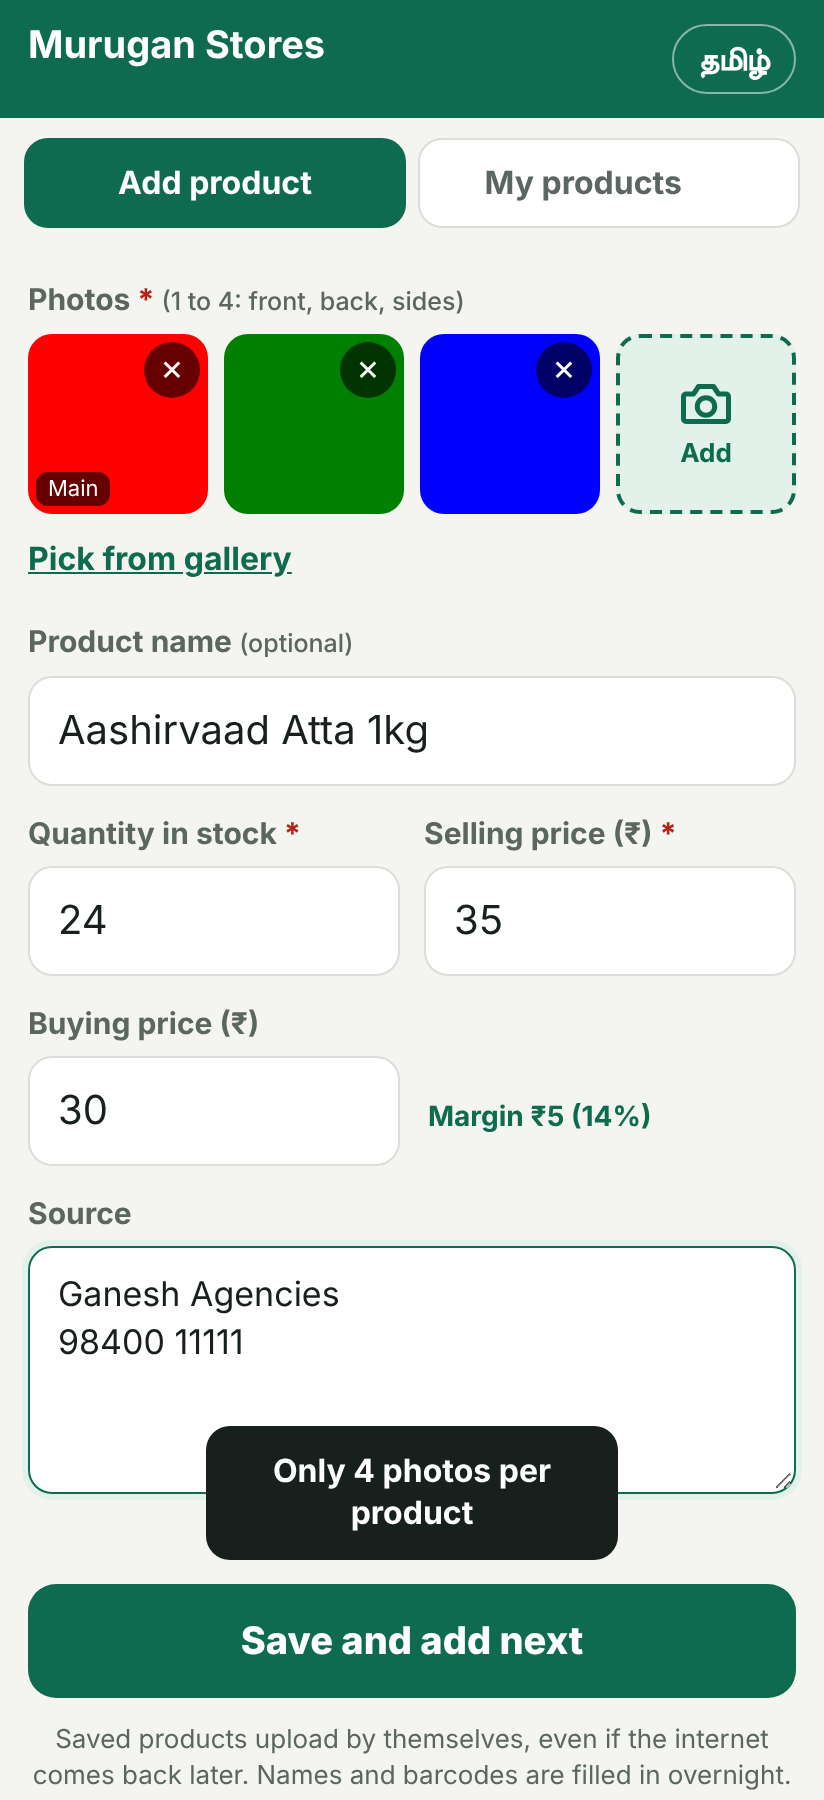 Murugan Stores
தமிழ்
Add product
My products
Photos * (1 to 4: front, back, sides)
✕
✕
✕
Main
Add
Pick from gallery
Product name (optional)
Aashirvaad Atta 1kg
Quantity in stock *
Selling price (₹) *
24
35
Buying price (₹)
30
Margin ₹5 (14%)
Source
Ganesh Agencies
98400 11111
Only 4 photos per
product
Save and add next
Saved products upload by themselves, even if the internet
comes back later. Names and barcodes are filled in overnight.